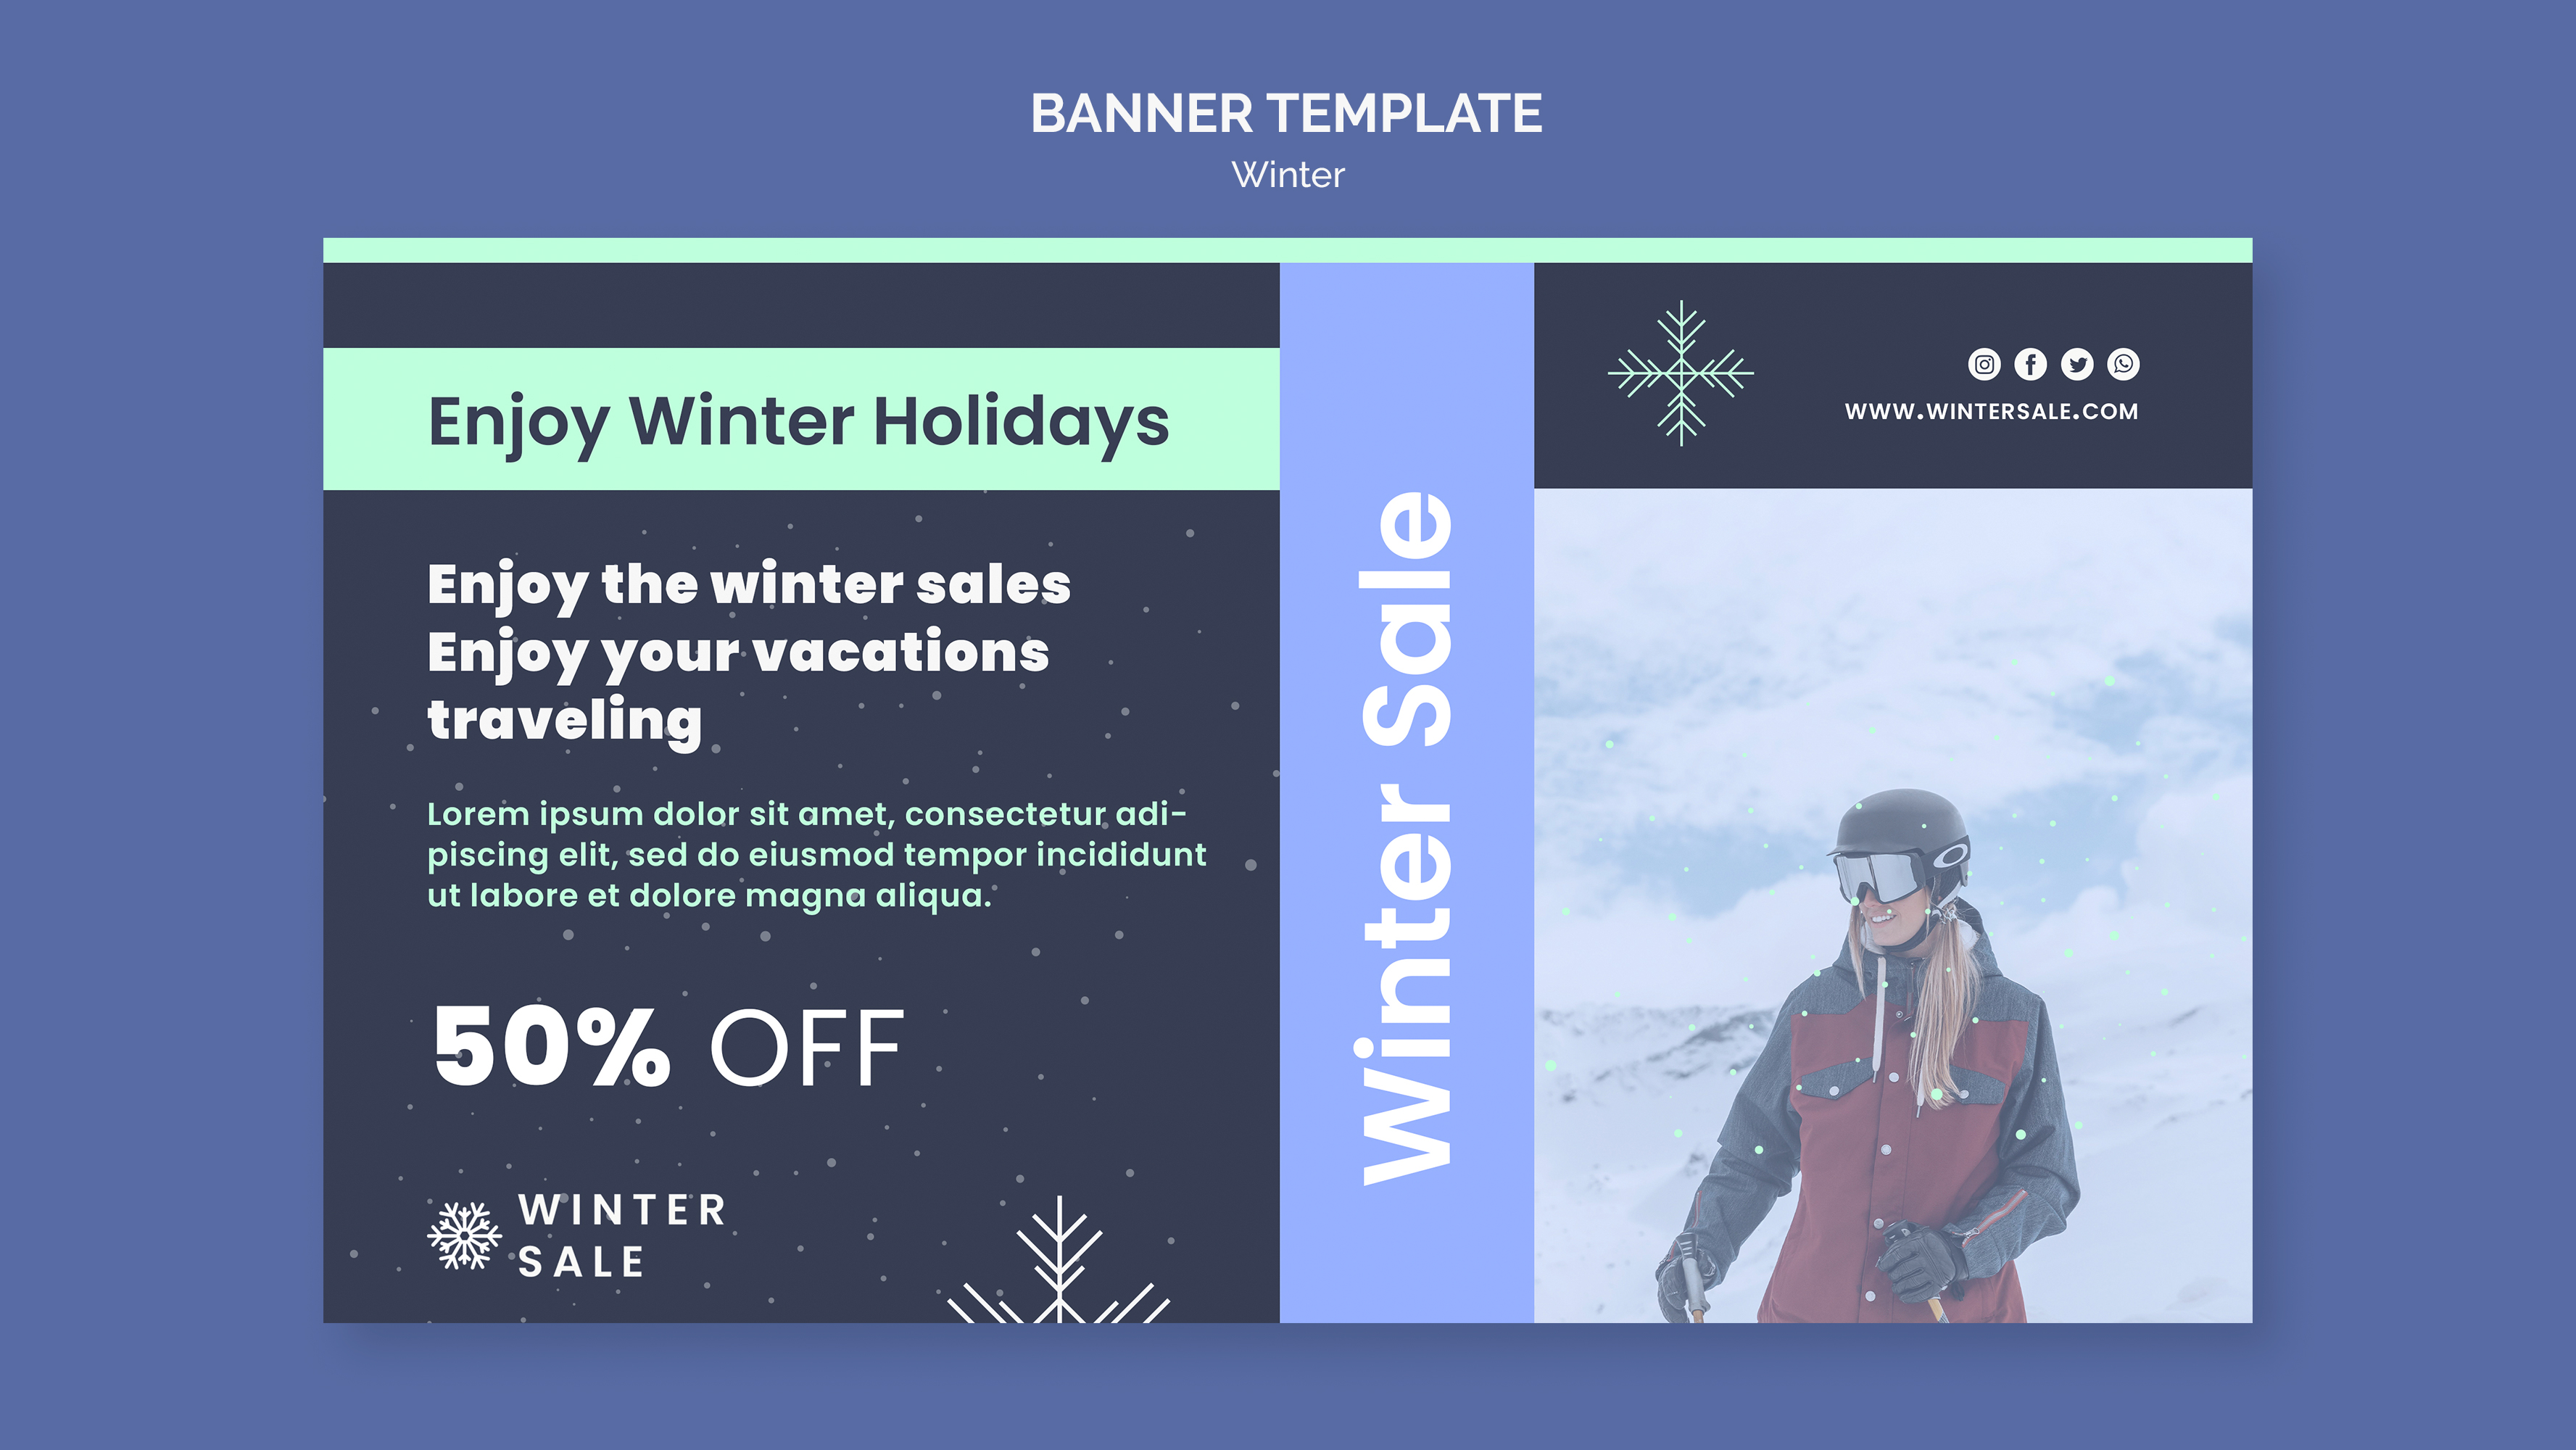 BANNER TEMPLATE
Winter
Enjoy Winter Holidays
Enjoy the winter sales
Enjoy your vacations
traveling
Lorem ipsum dolor sit amet, consectetur adi-
piscing elit, sed do eiusmod tempor incididunt
ut labore et dolore magna aliqua.
50% OFF
WINTER
SALE
Winter Sale
WWW.WINTERSALE.COM